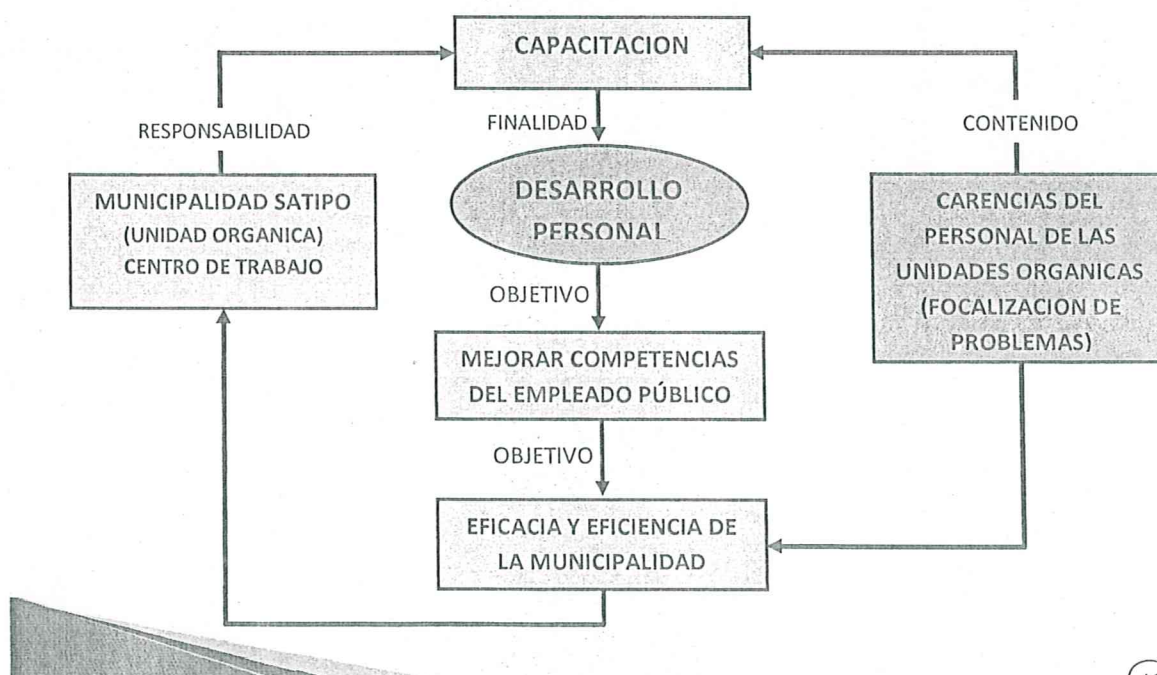 CAPACITACION
RESPONSABILIDAD
FINALIDAD
CONTENIDO
MUNICIPALIDAD SATIPO
(UNIDAD ORGANICA)
CENTRO DE TRABAJO
DESARROLLO
PERSONAL
CARENCIAS DEL
PERSONAL DE LAS
UNIDADES ORGANICAS
(FOCALIZACION DE
PROBLEMAS)
OBJETIVO
MEJORAR COMPETENCIAS
DEL EMPLEADO PÚBLICO
OBJETIVO
EFICACIA Y EFICIENCIA DE
LA MUNICIPALIDAD